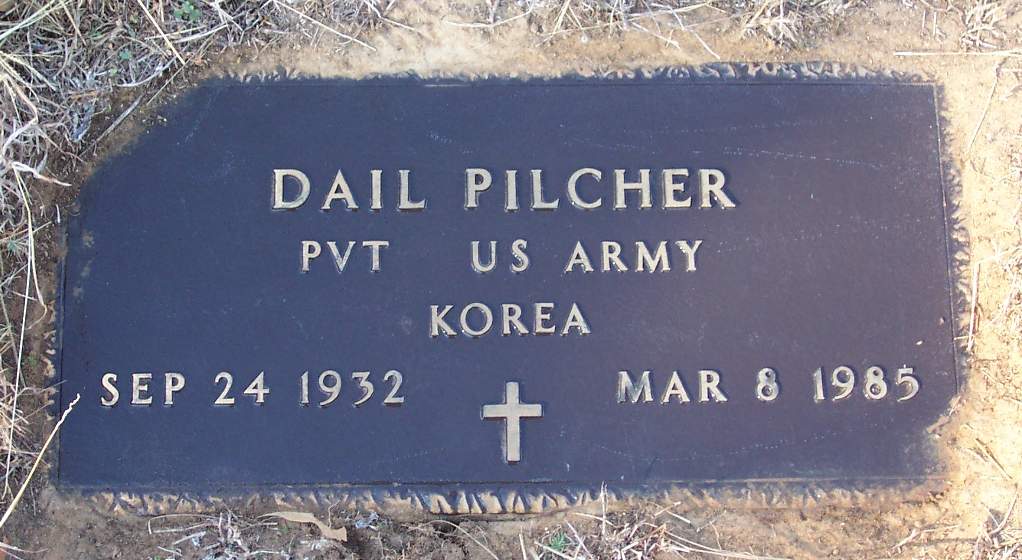 DAIL PILCHER
PVT US ARMY
KOREA
SEP 24 1932 MAR 8 1985